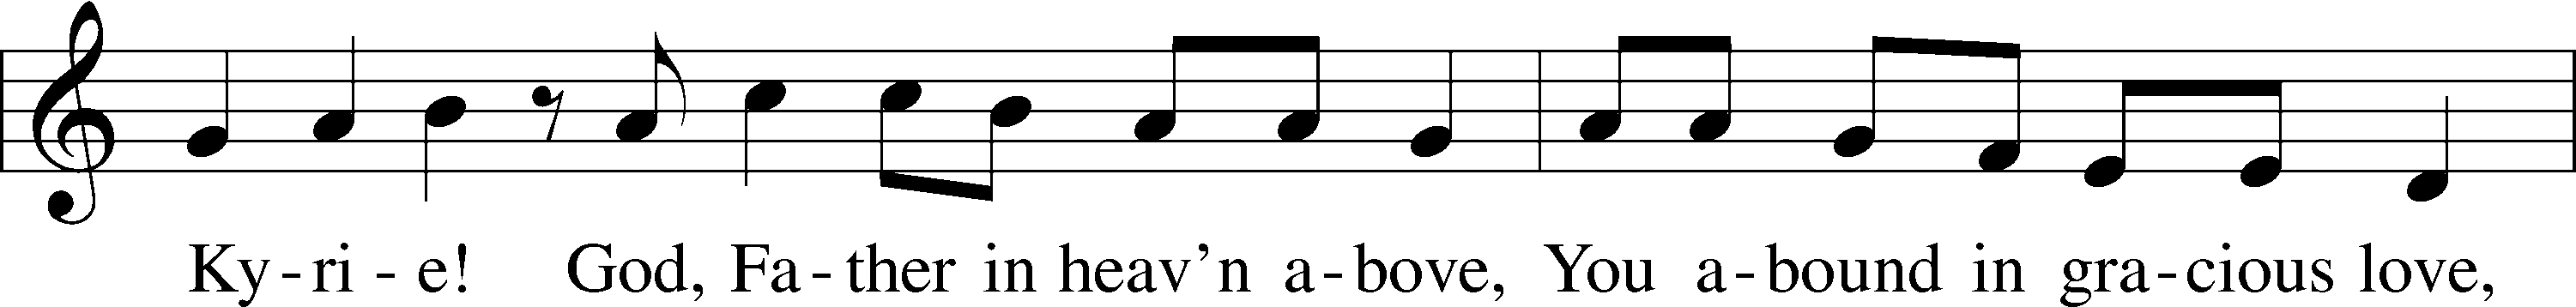 Ky - ri - e! God, Fa - ther in heav'n a - bove, You a - bound in gra - cious love,